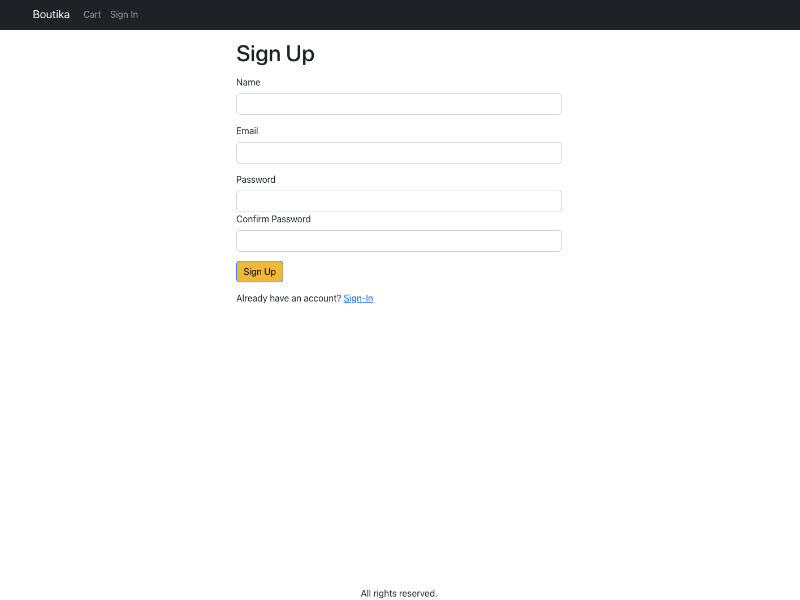 Boutika Cart Sign In
Sign Up
Name
Email
Password
Confirm Password
Sign Up
Already have an account? Sign-In
All rights reserved.